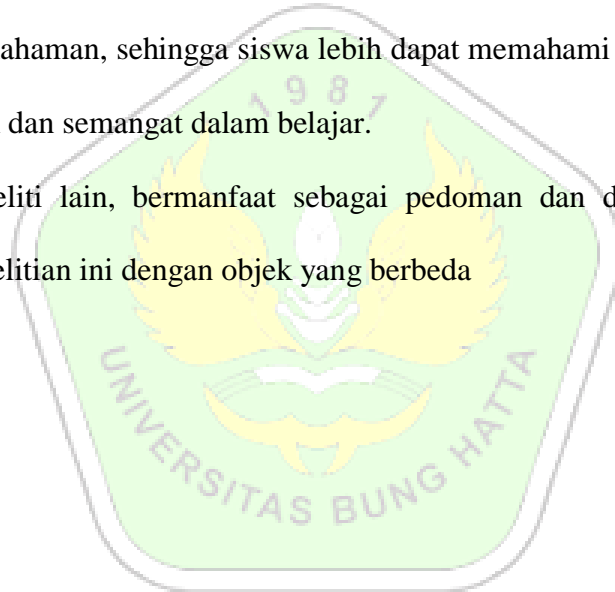 ahaman, sehingga siswa lebih dapat memahami
dan semangat dalam belajar.
eliti lain, bermanfaat sebagai pedoman dan d
elitian ini dengan objek yang berbeda
1981
UNIVERSITAS BUNG HATTA